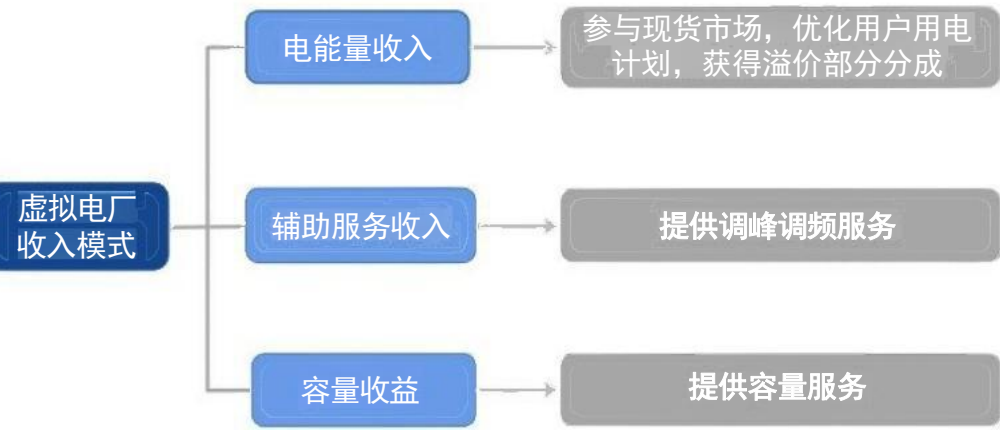 电能量收入
参与现货市场，优化用户用电
计划，获得溢价部分分成
虚拟电厂
收入模式
辅助服务收入
提供调峰调频服务
容量收益
提供容量服务